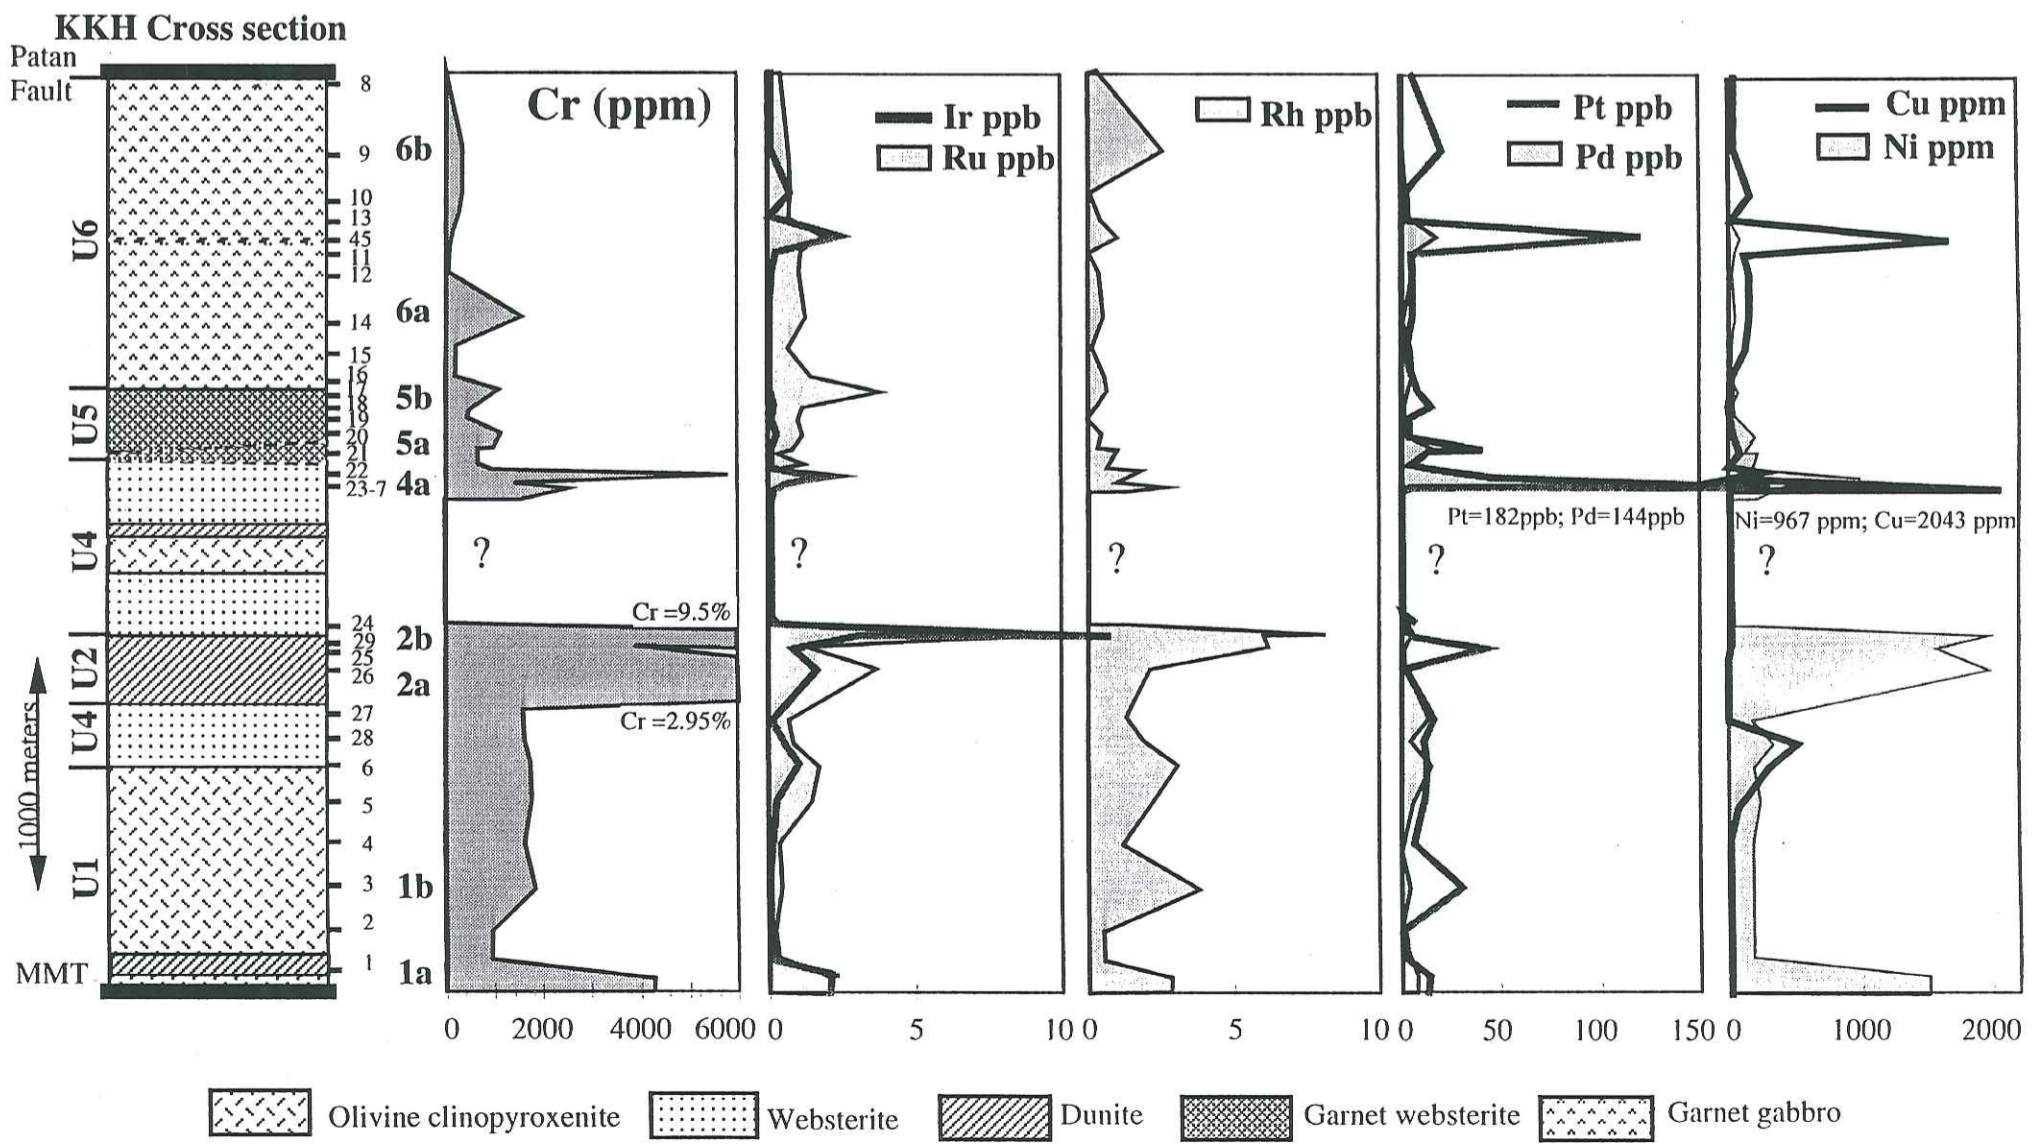 KKH Cross section
Patan
Fault
MMT
1000 meters
U6
U5
U4
U2
U4
U1
8
9
10
13
45
11
12
14
15
16
17
18
19
20
21
22
23-7
24
29
25
26
27
28
6
5
4
3
2
1
6b
6a
5b
5a
4a
2b
2a
1b
1a
Cr (ppm)
?
Cr =9.5%
Cr =2.95%
0 2000 4000 6000
Ir ppb
Ru ppb
?
0 5 10
Rh ppb
?
0 5 10
Pt ppb
Pd ppb
Pt=182ppb; Pd=144ppb
?
0 50 100 150
Cu ppm
Ni ppm
Ni=967 ppm; Cu=2043 ppm
?
0 1000 2000
Olivine clinopyroxenite
Websterite
Dunite
Garnet websterite
Garnet gabbro